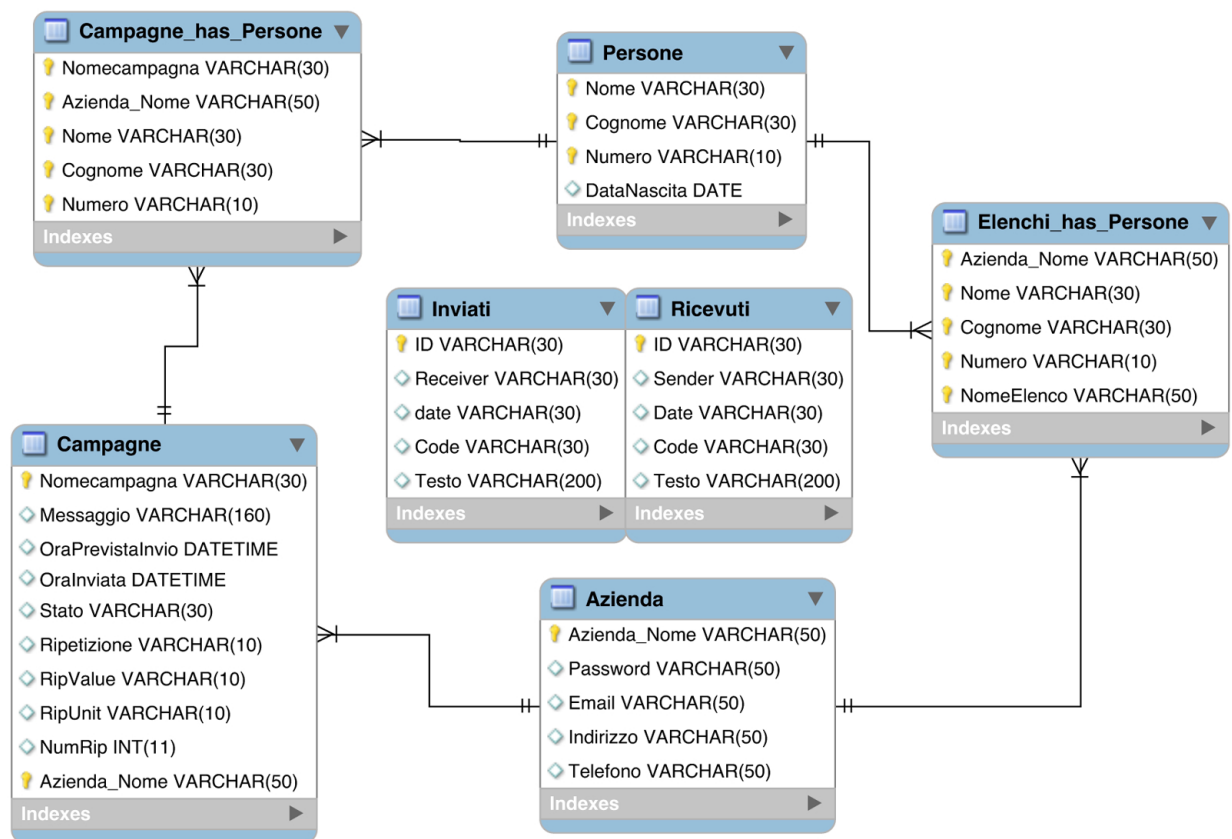 Campagne_has_Persone
Nomecampagna VARCHAR(30)
Azienda_Nome VARCHAR(50)
Nome VARCHAR(30)
Cognome VARCHAR(30)
Numero VARCHAR(10)
Indexes
Persone
Nome VARCHAR(30)
Cognome VARCHAR(30)
Numero VARCHAR(10)
DataNascita DATE
Indexes
Elenchi_has_Persone
Azienda_Nome VARCHAR(50)
Nome VARCHAR(30)
Cognome VARCHAR(30)
Numero VARCHAR(10)
NomeElenco VARCHAR(50)
Indexes
Inviati
ID VARCHAR(30)
Receiver VARCHAR(30)
date VARCHAR(30)
Code VARCHAR(30)
Testo VARCHAR(200)
Indexes
Ricevuti
ID VARCHAR(30)
Sender VARCHAR(30)
Date VARCHAR(30)
Code VARCHAR(30)
Testo VARCHAR(200)
Indexes
Campagne
Nomecampagna VARCHAR(30)
Messaggio VARCHAR(160)
OraPrevistaInvio DATETIME
OraInviata DATETIME
Stato VARCHAR(30)
Ripetizione VARCHAR(10)
RipValue VARCHAR(10)
RipUnit VARCHAR(10)
NumRip INT(11)
Azienda_Nome VARCHAR(50)
Indexes
Azienda
Azienda_Nome VARCHAR(50)
Password VARCHAR(50)
Email VARCHAR(50)
Indirizzo VARCHAR(50)
Telefono VARCHAR(50)
Indexes